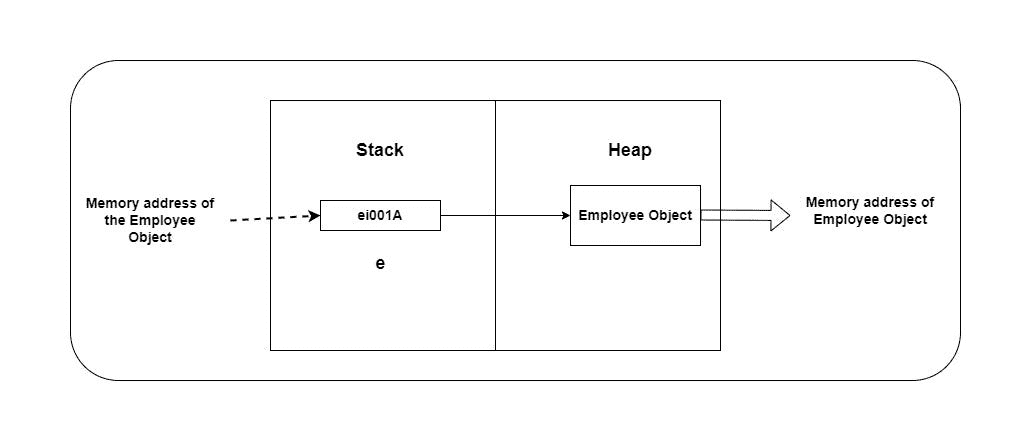 Stack
Heap
Memory address of
the Employee
Object
ei001A
Employee Object
Memory address of
Employee Object
e